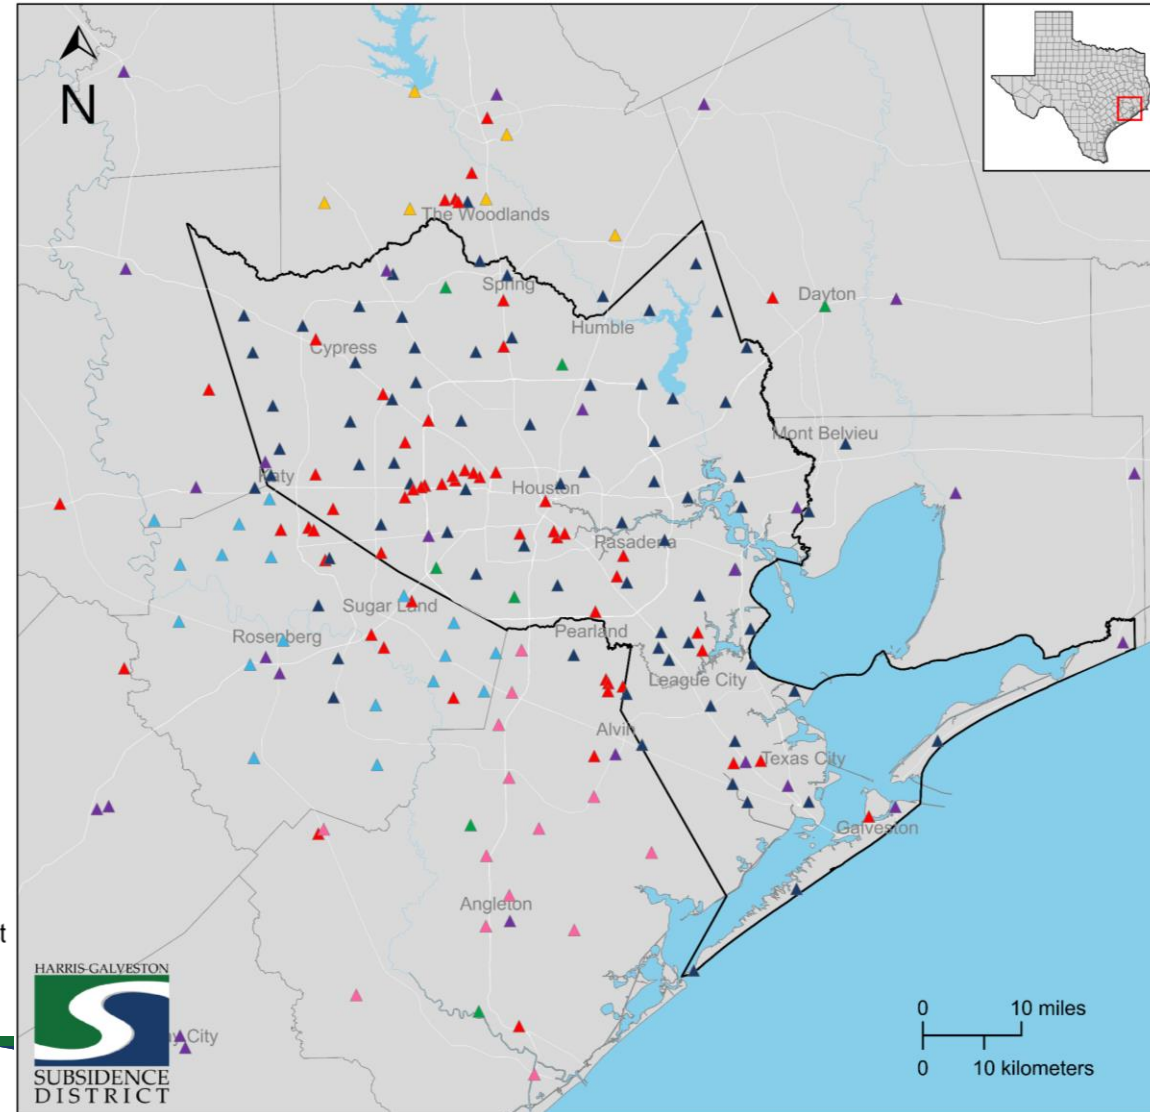 N
The Woodlands
Spring
Dayton
Humble
Cypress
Mont Belvieu
Katy
Houston
Pasadena
Sugar Land
Rosenberg
Pearland
League City
Alvin
Texas City
Galveston
Angleton
t
HARRIS-GALVESTON
SUBSIDENCE
DISTRICT
y City
0 10 miles
0 10 kilometers